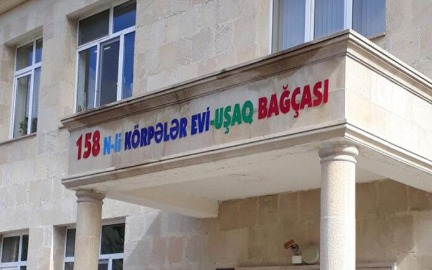 158 N-li KÖRPƏLƏR EVİ-UŞAQ BAĞÇASI